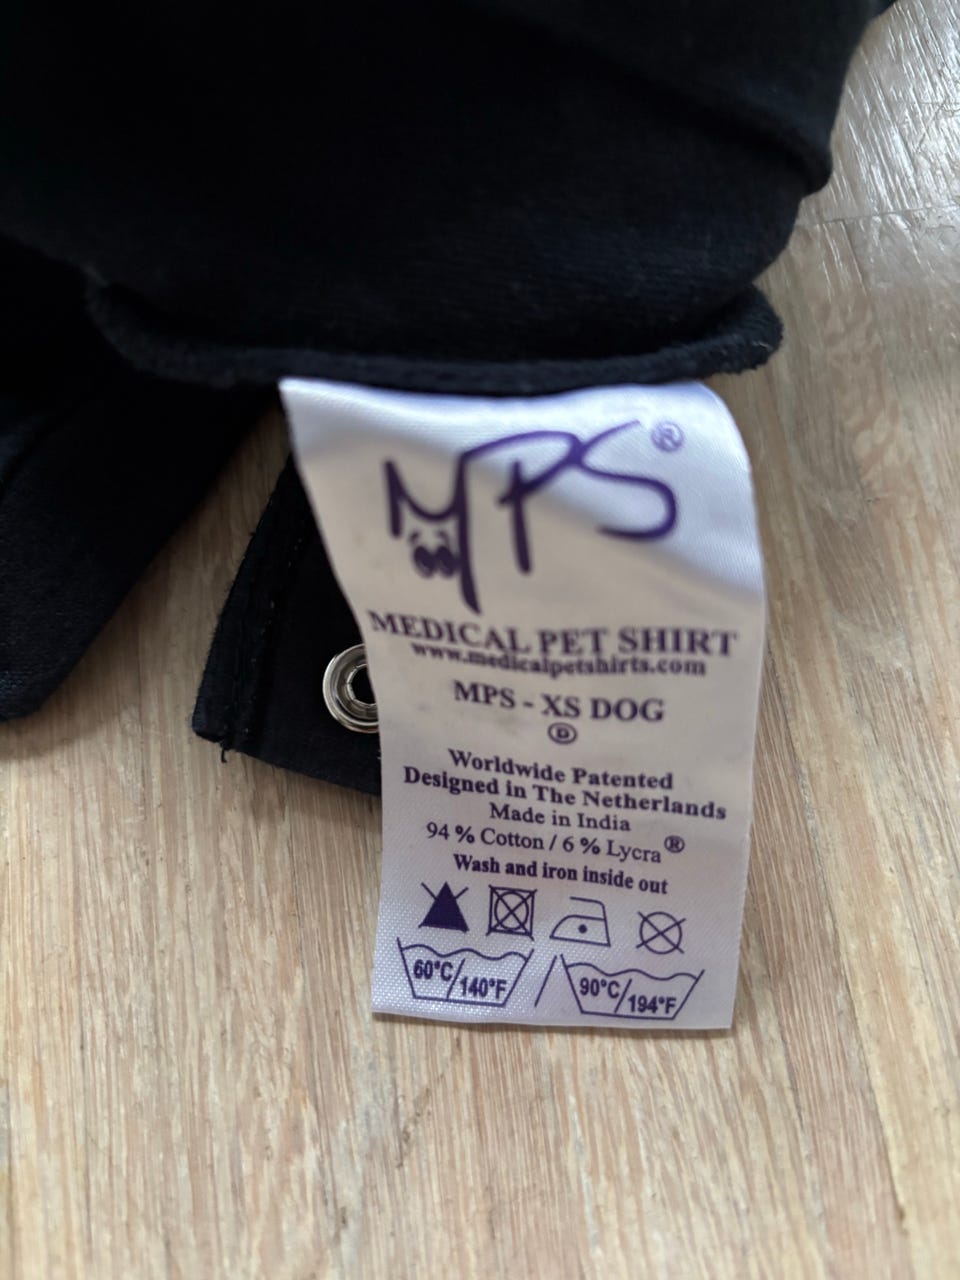 MPS®
MEDICAL PET SHIRT
www.medicalpetshirts.com
MPS - XS DOG
Ⓓ
Worldwide Patented
Designed in The Netherlands
Made in India
94 % Cotton / 6 % Lycra®
Wash and iron inside out
60°C/140°F / 90°C/194°F